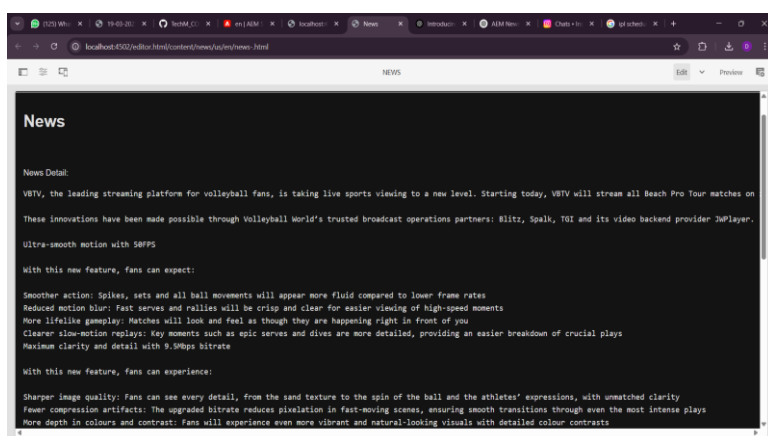 (125) Wh
19-03-202
TechM_CO
en | AEM
localhost:
News
Introducin
AEM New
Chats • In
ipl schedu
localhost:4502/editor.html/content/news/us/en/news-.html
NEWS
Edit
Preview
News
News Detail:
VBTV, the leading streaming platform for volleyball fans, is taking live sports viewing to a new level. Starting today, VBTV will stream all Beach Pro Tour matches on
These innovations have been made possible through Volleyball World's trusted broadcast operations partners: Blitz, Spalk, TGI and its video backend provider JWPlayer.
Ultra-smooth motion with 50FPS
With this new feature, fans can expect:
Smoother action: Spikes, sets and all ball movements will appear more fluid compared to lower frame rates
Reduced motion blur: Fast serves and rallies will be crisp and clear for easier viewing of high-speed moments
More lifelike gameplay: Matches will look and feel as though they are happening right in front of you
Clearer slow-motion replays: Key moments such as epic serves and dives are more detailed, providing an easier breakdown of crucial plays
Maximum clarity and detail with 9.5Mbps bitrate
With this new feature, fans can experience:
Sharper image quality: Fans can see every detail, from the sand texture to the spin of the ball and the athletes' expressions, with unmatched clarity
Fewer compression artifacts: The upgraded bitrate reduces pixelation in fast-moving scenes, ensuring smooth transitions through even the most intense plays
More depth in colours and contrast: Fans will experience even more vibrant and natural-looking visuals with detailed colour contrasts